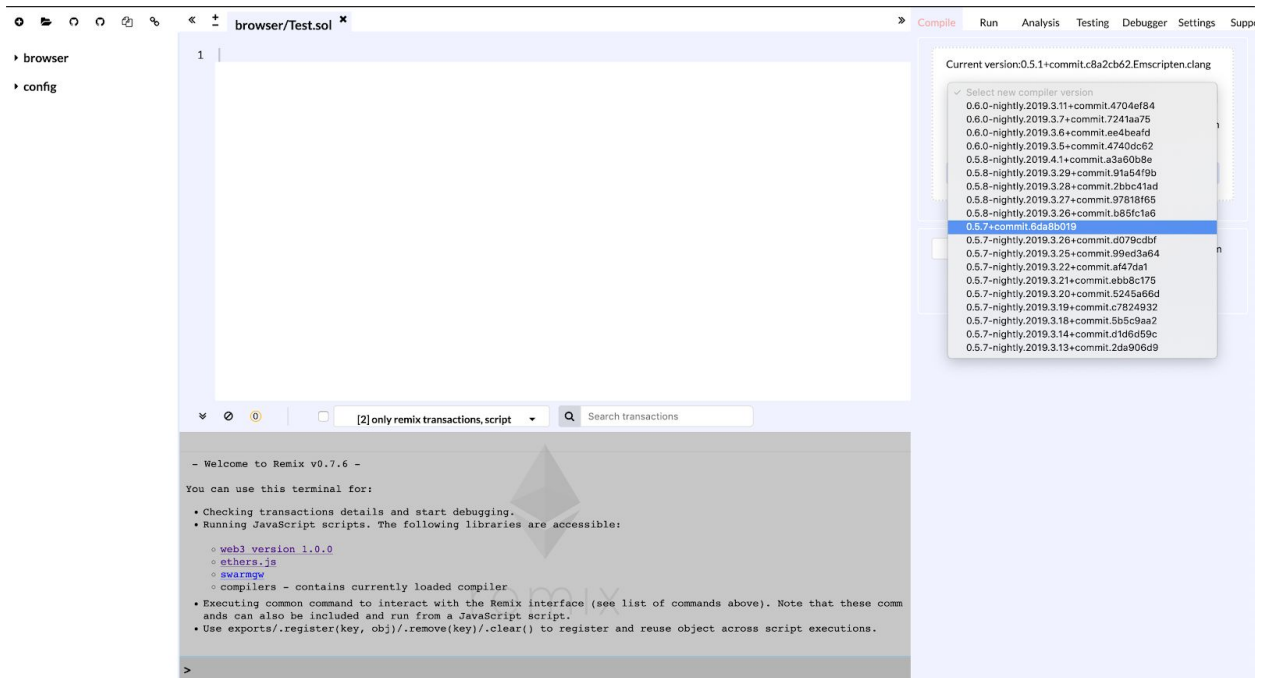 browser/Test.sol
Compile Run Analysis Testing Debugger Settings Suppo
browser
config
1
Current version:0.5.1+commit.c8a2cb62.Emscripten.clang
Select new compiler version
0.6.0-nightly.2019.3.11+commit.4704ef84
0.6.0-nightly.2019.3.7+commit.7241aa75
0.6.0-nightly.2019.3.6+commit.ee4beafd
0.6.0-nightly.2019.3.5+commit.4740dc62
0.5.8-nightly.2019.4.1+commit.a3a60b8e
0.5.8-nightly.2019.3.29+commit.91a54f9b
0.5.8-nightly.2019.3.28+commit.2bbc41ad
0.5.8-nightly.2019.3.27+commit.97818f65
0.5.8-nightly.2019.3.26+commit.b85fc1a6
0.5.7+commit.6da8b019
0.5.7-nightly.2019.3.26+commit.d079cdbf
0.5.7-nightly.2019.3.25+commit.99ed3a64
0.5.7-nightly.2019.3.22+commit.af47da1
0.5.7-nightly.2019.3.21+commit.ebb8c175
0.5.7-nightly.2019.3.20+commit.5245a66d
0.5.7-nightly.2019.3.19+commit.c7824932
0.5.7-nightly.2019.3.18+commit.5b5c9aa2
0.5.7-nightly.2019.3.14+commit.d1d6d59c
0.5.7-nightly.2019.3.13+commit.2da906d9
0
[2] only remix transactions, script
Search transactions
- Welcome to Remix v0.7.6 -
You can use this terminal for:
• Checking transactions details and start debugging.
• Running JavaScript scripts. The following libraries are accessible:
◦ web3 version 1.0.0
◦ ethers.js
◦ swarmgw
◦ compilers - contains currently loaded compiler
• Executing common command to interact with the Remix interface (see list of commands above). Note that these comm
ands can also be included and run from a JavaScript script.
• Use exports/.register(key, obj)/.remove(key)/.clear() to register and reuse object across script executions.
remix
>